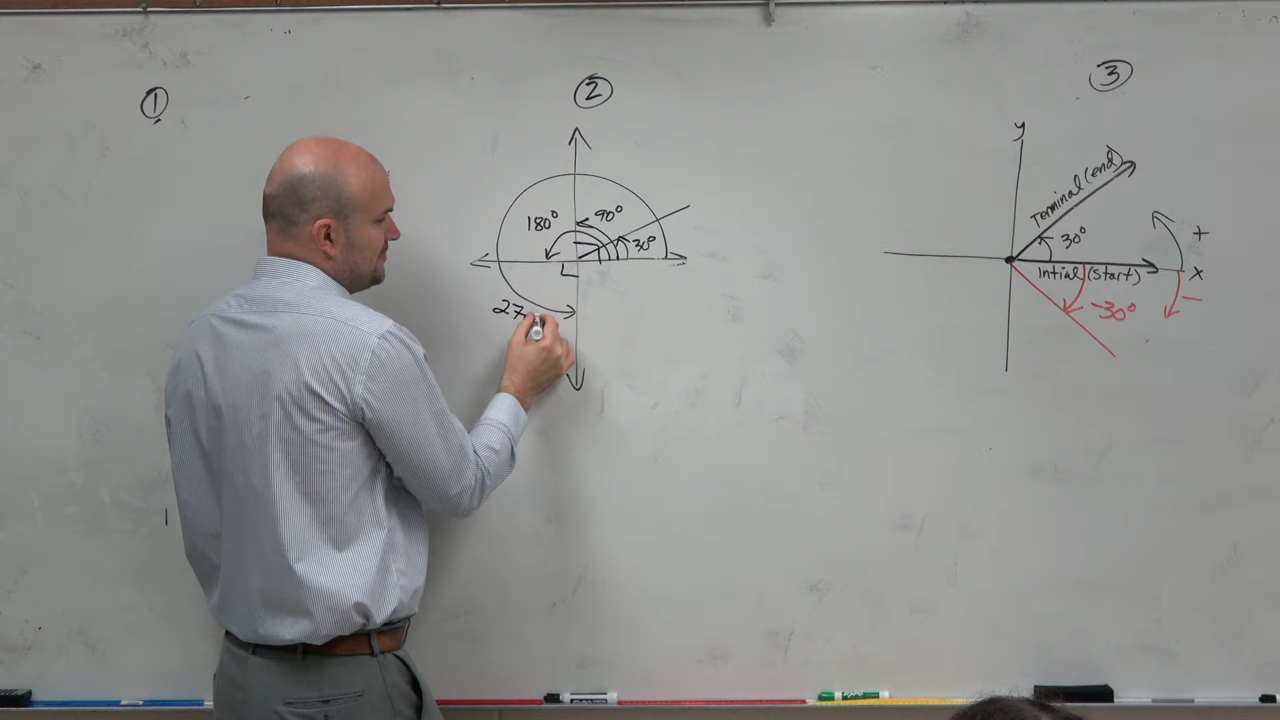 ①
②
180°
90°
30°
27
③
y
Terminal (end)
30°
Intial (start)
+
x
-
-30°